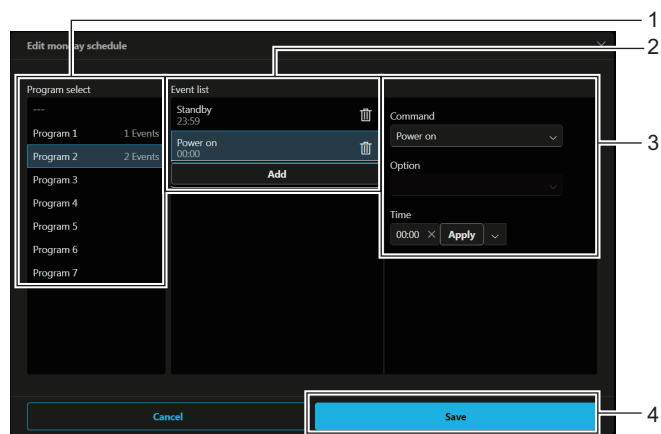 1
2
Edit monday schedule
Program select
Event list
---
Standby
23:59
Command
Program 1 1 Events
Power on
3
Power on
00:00
Program 2 2 Events
Option
Add
Program 3
Program 4
Time
Program 5
00:00 × Apply
Program 6
Program 7
Cancel
Save
4